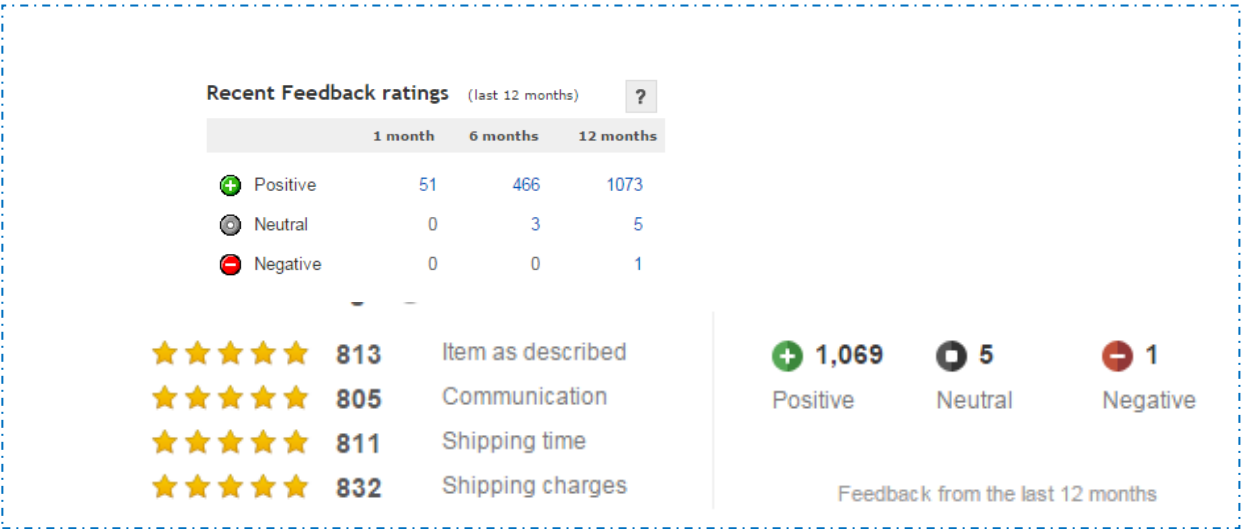 Recent Feedback ratings (last 12 months) ?
1 month 6 months 12 months
Positive 51 466 1073
Neutral 0 3 5
Negative 0 0 1
813 Item as described
805 Communication
811 Shipping time
832 Shipping charges
1,069 5 1
Positive Neutral Negative
Feedback from the last 12 months